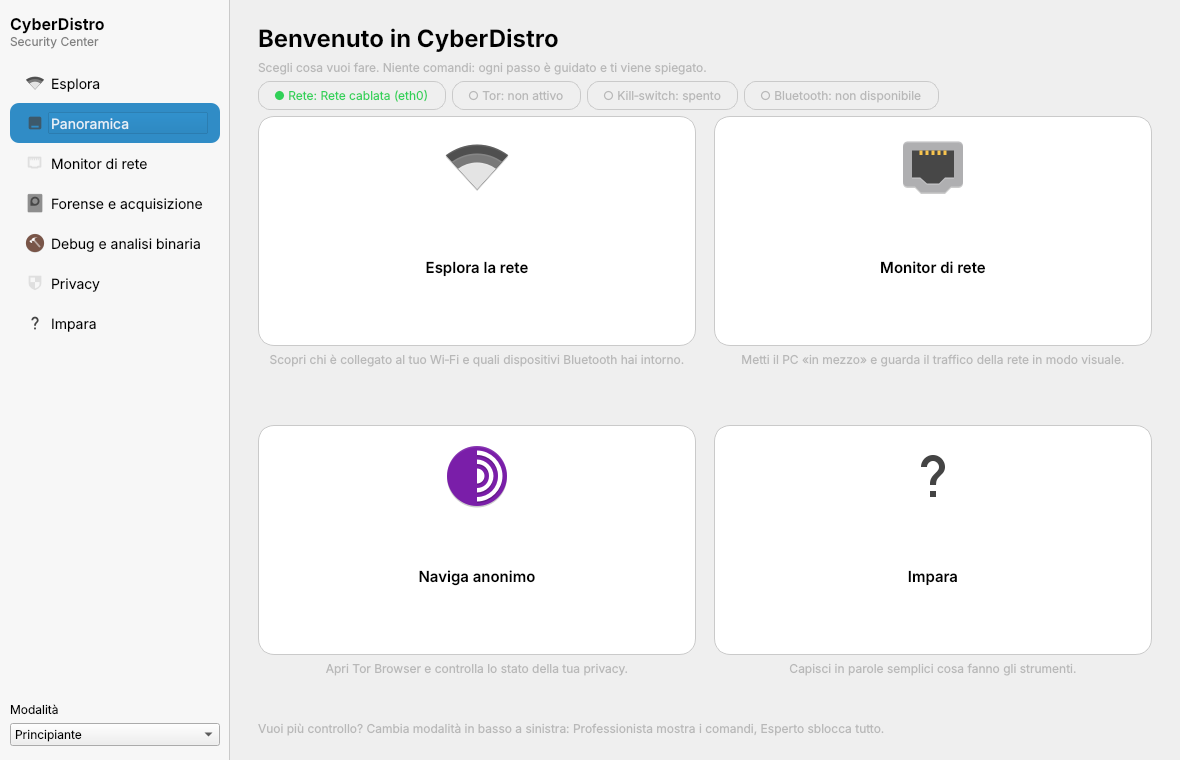 CyberDistro
Security Center
Esplora
Panoramica
Monitor di rete
Forense e acquisizione
Debug e analisi binaria
Privacy
? Impara
Modalità
Principiante
Benvenuto in CyberDistro
Scegli cosa vuoi fare. Niente comandi: ogni passo è guidato e ti viene spiegato.
● Rete: Rete cablata (eth0) ○ Tor: non attivo ○ Kill-switch: spento ○ Bluetooth: non disponibile
Esplora la rete
Scopri chi è collegato al tuo Wi-Fi e quali dispositivi Bluetooth hai intorno.
Monitor di rete
Metti il PC «in mezzo» e guarda il traffico della rete in modo visuale.
Naviga anonimo
Apri Tor Browser e controlla lo stato della tua privacy.
?
Impara
Capisci in parole semplici cosa fanno gli strumenti.
Vuoi più controllo? Cambia modalità in basso a sinistra: Professionista mostra i comandi, Esperto sblocca tutto.